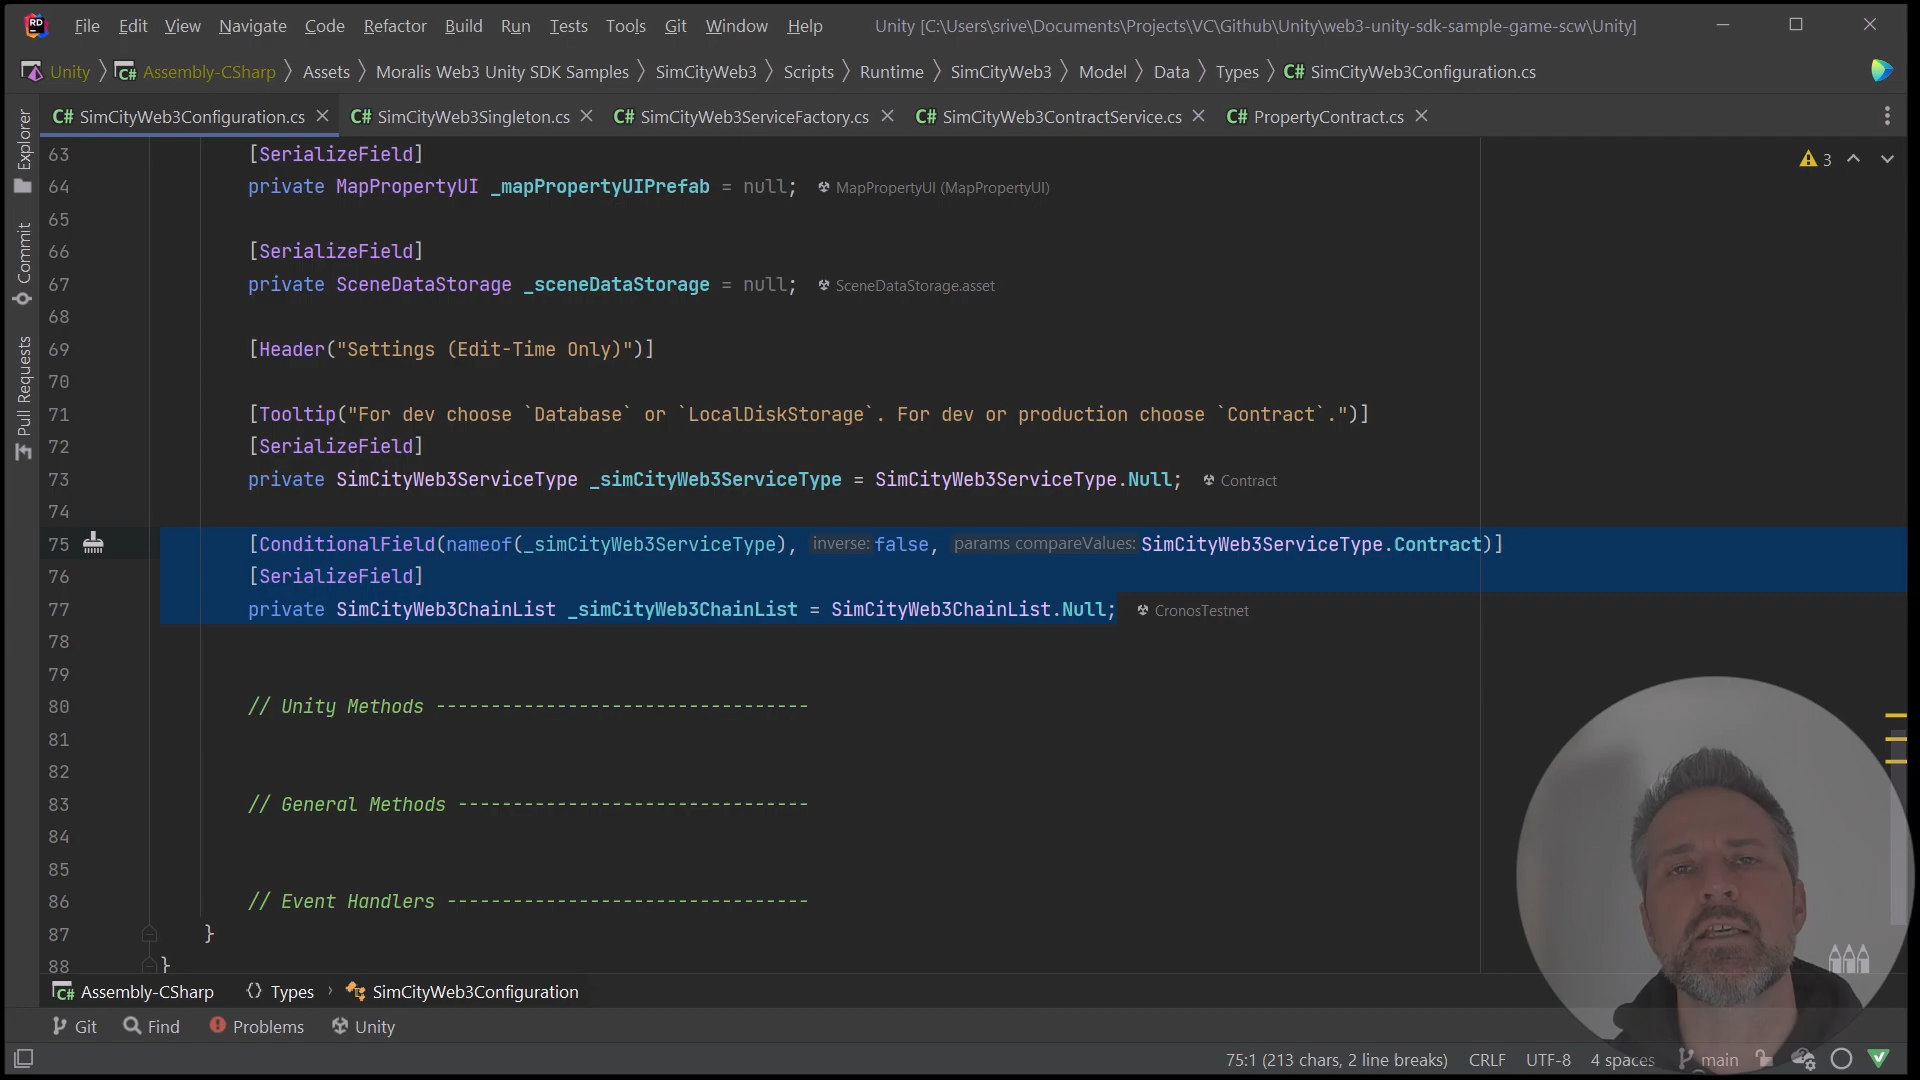 File Edit View Navigate Code Refactor Build Run Tests Tools Git Window Help Unity [C:\Users\srive\Documents\Projects\VC\Github\Unity\web3-unity-sdk-sample-game-scw\Unity]
Unity Assembly-CSharp Assets Moralis Web3 Unity SDK Samples SimCityWeb3 Scripts Runtime SimCityWeb3 Model Data Types C# SimCityWeb3Configuration.cs
C# SimCityWeb3Configuration.cs C# SimCityWeb3Singleton.cs C# SimCityWeb3ServiceFactory.cs C# SimCityWeb3ContractService.cs C# PropertyContract.cs
Explorer
Commit
Pull Requests
63 [SerializeField] 3
64 private MapPropertyUI _mapPropertyUIPrefab = null; MapPropertyUI (MapPropertyUI)
65
66 [SerializeField]
67 private SceneDataStorage _sceneDataStorage = null; SceneDataStorage.asset
68
69 [Header("Settings (Edit-Time Only)")]
70
71 [Tooltip("For dev choose `Database` or `LocalDiskStorage`. For dev or production choose `Contract`.")]
72 [SerializeField]
73 private SimCityWeb3ServiceType _simCityWeb3ServiceType = SimCityWeb3ServiceType.Null; Contract
74
75 [ConditionalField(nameof(_simCityWeb3ServiceType), inverse: false, params compareValues: SimCityWeb3ServiceType.Contract)]
76 [SerializeField]
77 private SimCityWeb3ChainList _simCityWeb3ChainList = SimCityWeb3ChainList.Null; CronosTestnet
78
79
80 // Unity Methods ----------------------------------
81
82
83 // General Methods --------------------------------
84
85
86 // Event Handlers ---------------------------------
87 }
88 }
Assembly-CSharp {} Types SimCityWeb3Configuration
Git Find Problems Unity
75:1 (213 chars, 2 line breaks) CRLF UTF-8 4 spaces main